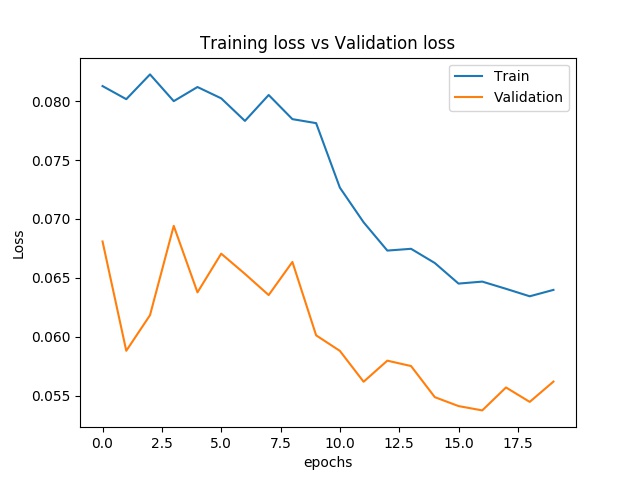 Training loss vs Validation loss
Train
Validation
0.080
0.075
0.070
0.065
0.060
0.055
Loss
0.0 2.5 5.0 7.5 10.0 12.5 15.0 17.5
epochs